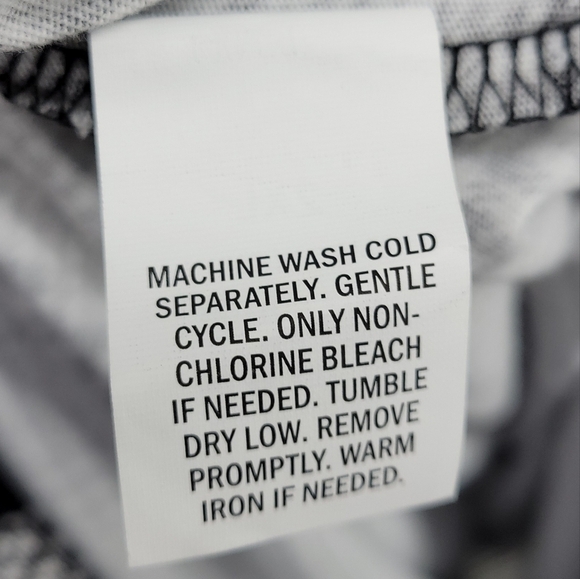 MACHINE WASH COLD
SEPARATELY. GENTLE
CYCLE. ONLY NON-
CHLORINE BLEACH
IF NEEDED. TUMBLE
DRY LOW. REMOVE
PROMPTLY. WARM
IRON IF NEEDED.